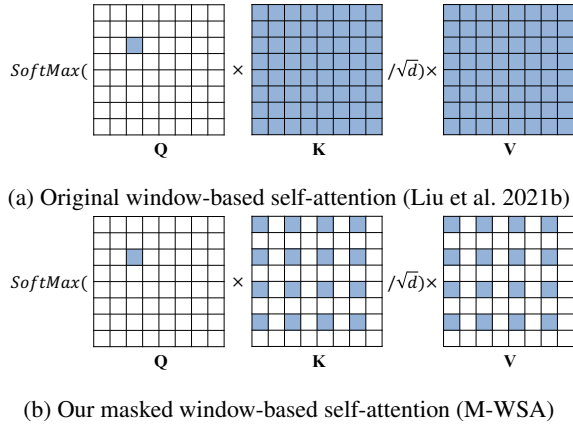 SoftMax( × /√d) ×
Q K V
(a) Original window-based self-attention (Liu et al. 2021b)
SoftMax( × /√d) ×
Q K V
(b) Our masked window-based self-attention (M-WSA)